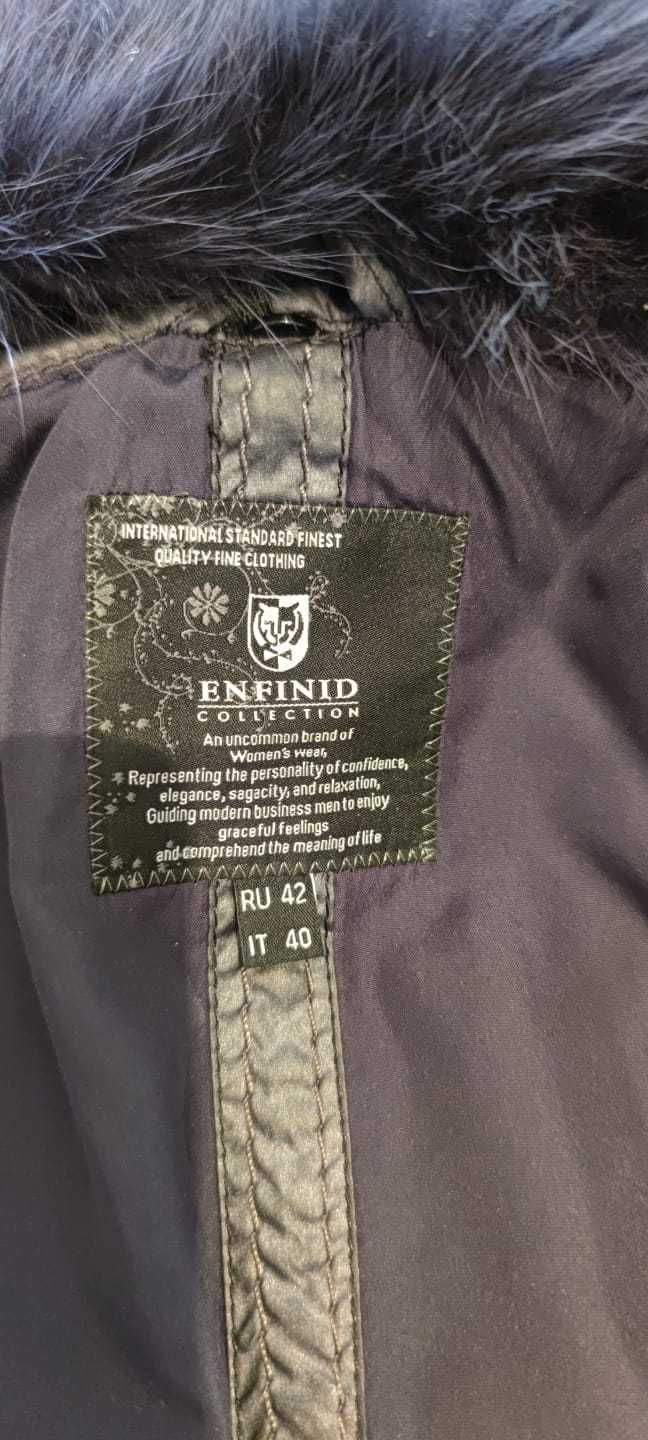 INTERNATIONAL STANDARD FINEST
QUALITY FINE CLOTHING
ENFINID
COLLECTION
An uncommon brand of
Women's wear,
Representing the personality of confidence,
elegance, sagacity, and relaxation,
Guiding modern business men to enjoy
graceful feelings
and comprehend the meaning of life
RU 42
IT 40